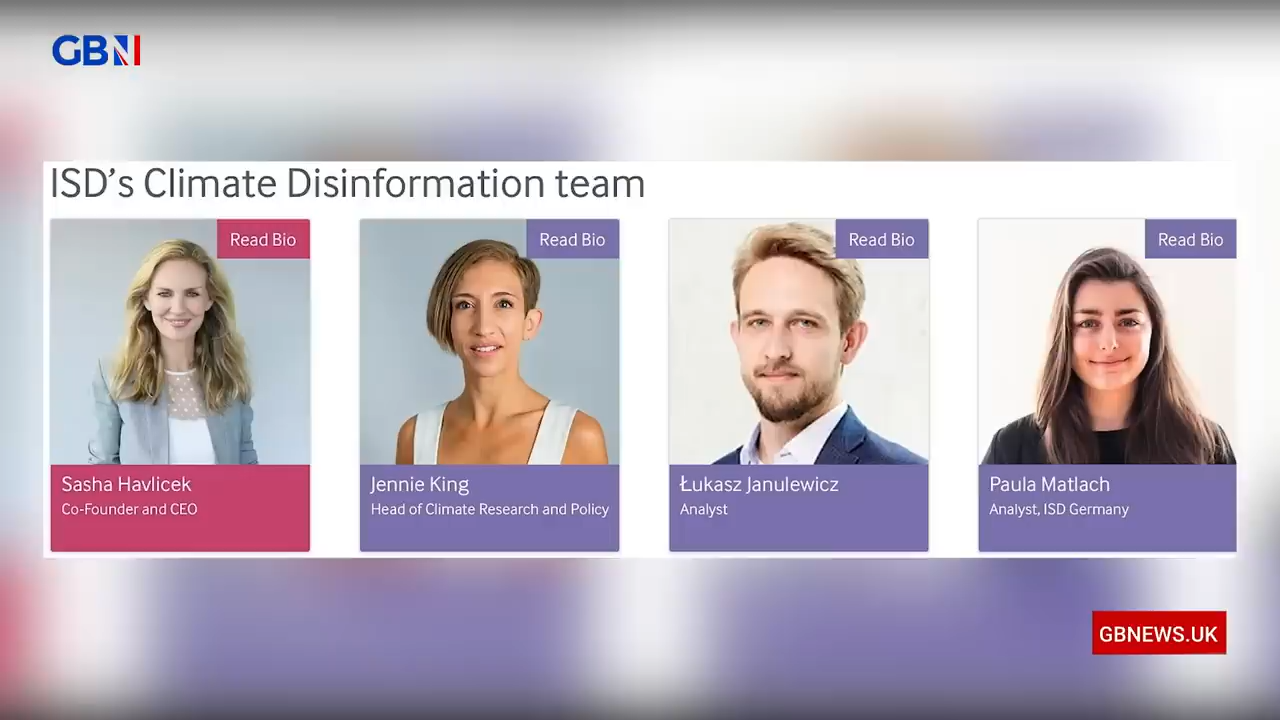 GBN
ISD's Climate Disinformation team
Read Bio
Read Bio
Read Bio
Read Bio
Sasha Havlicek
Co-Founder and CEO
Jennie King
Head of Climate Research and Policy
Łukasz Janulewicz
Analyst
Paula Matlach
Analyst, ISD Germany
GBNEWS.UK